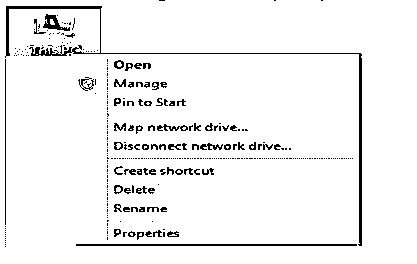 This PC
Open
Manage
Pin to Start
Map network drive...
Disconnect network drive...
Create shortcut
Delete
Rename
Properties